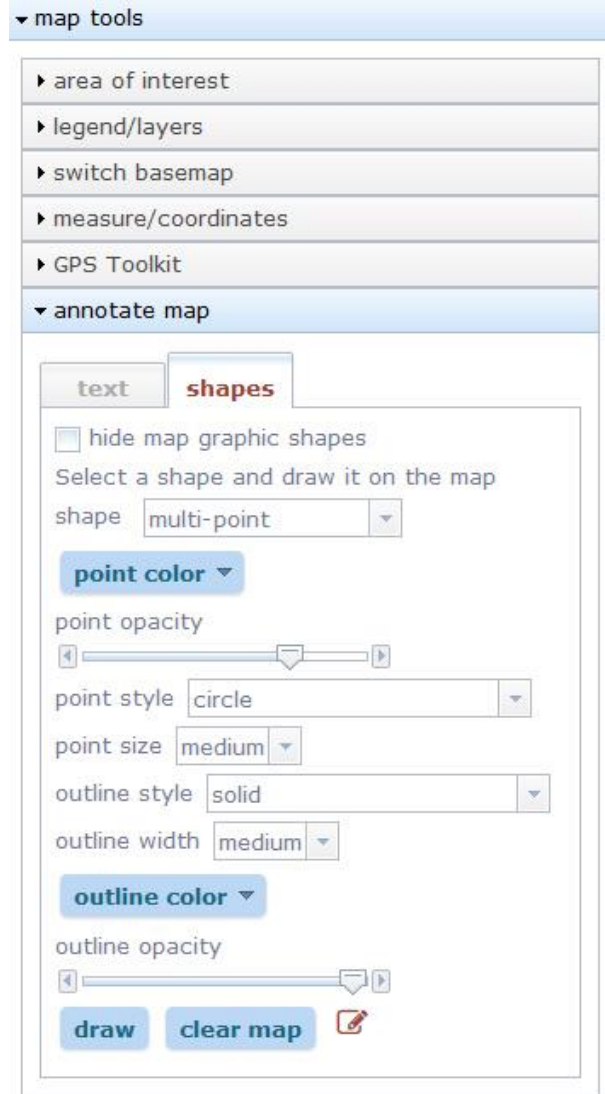 map tools
area of interest
legend/layers
switch basemap
measure/coordinates
GPS Toolkit
annotate map
text shapes
hide map graphic shapes
Select a shape and draw it on the map
shape multi-point
point color
point opacity
point style circle
point size medium
outline style solid
outline width medium
outline color
outline opacity
draw clear map